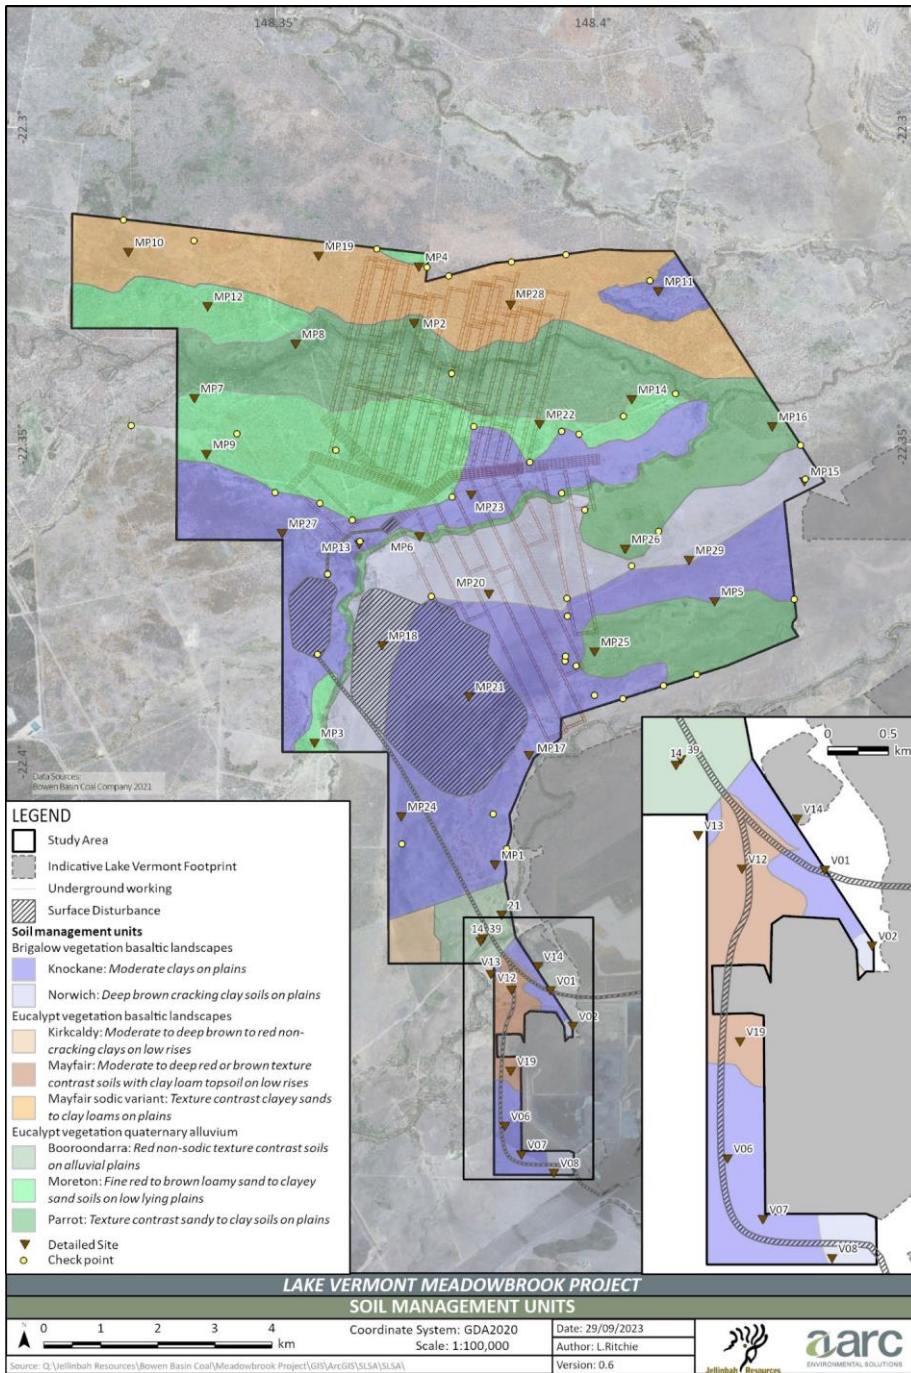 148.35
148.4
-22.3
-22.3
MP10
MP19
MP4
MP11
MP12
MP28
MP2
MP8
MP7
MP14
MP22
MP16
-22.35
-22.35
MP9
MP15
MP23
MP27
MP13
MP6
MP26
MP29
MP20
MP5
MP18
MP25
MP21
MP3
MP17
-22.4
Data Sources:
Bowen Basin Coal Company 2021
MP24
MP1
21
14
39
V14
V13
V12
V01
V02
V19
V06
V07
V08
0 0.5
km
14
39
V14
V13
V12
V01
V02
V19
V06
V07
V08
LEGEND
Study Area
Indicative Lake Vermont Footprint
Underground working
Surface Disturbance
Soil management units
Brigalow vegetation basaltic landscapes
Knockane: Moderate clays on plains
Norwich: Deep brown cracking clay soils on plains
Eucalypt vegetation basaltic landscapes
Kirkcaldy: Moderate to deep brown to red non-
cracking clays on low rises
Mayfair: Moderate to deep red or brown texture
contrast soils with clay loam topsoil on low rises
Mayfair sodic variant: Texture contrast clayey sands
to clay loams on plains
Eucalypt vegetation quaternary alluvium
Booroondarra: Red non-sodic texture contrast soils
on alluvial plains
Moreton: Fine red to brown loamy sand to clayey
sand soils on low lying plains
Parrot: Texture contrast sandy to clay soils on plains
Detailed Site
Check point
LAKE VERMONT MEADOWBROOK PROJECT
SOIL MANAGEMENT UNITS
N
0 1 2 3 4
km
Coordinate System: GDA2020
Scale: 1:100,000
Date: 29/09/2023
Author: L.Ritchie
Version: 0.6
Source: Q:\Jellinbah Resources\Bowen Basin Coal\Meadowbrook Project\GIS\ArcGIS\SLSA\SLSA\
Jellinbah Resources
aarc
ENVIRONMENTAL SOLUTIONS